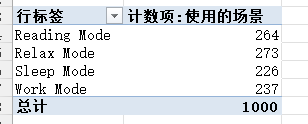 行标签 计数项:使用的场景
Reading Mode 264
Relax Mode 273
Sleep Mode 226
Work Mode 237
总计 1000